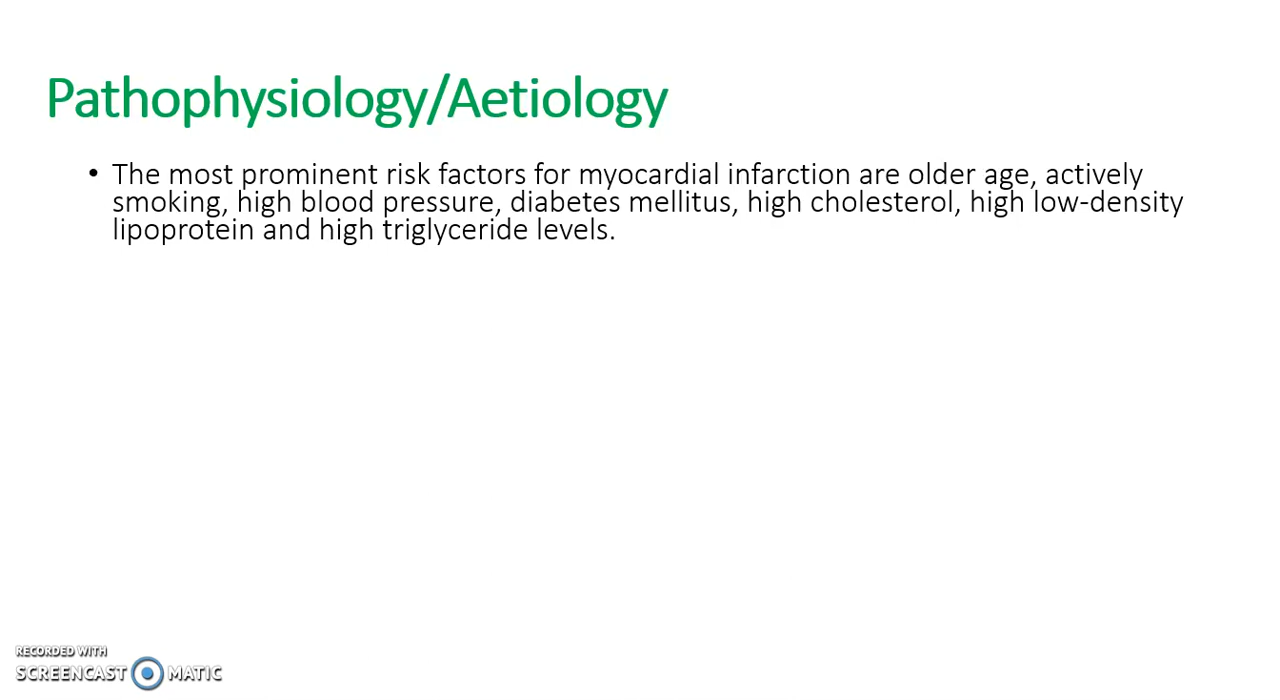 Pathophysiology/Aetiology
• The most prominent risk factors for myocardial infarction are older age, actively
smoking, high blood pressure, diabetes mellitus, high cholesterol, high low-density
lipoprotein and high triglyceride levels.
RECORDED WITH
SCREENCAST MATIC